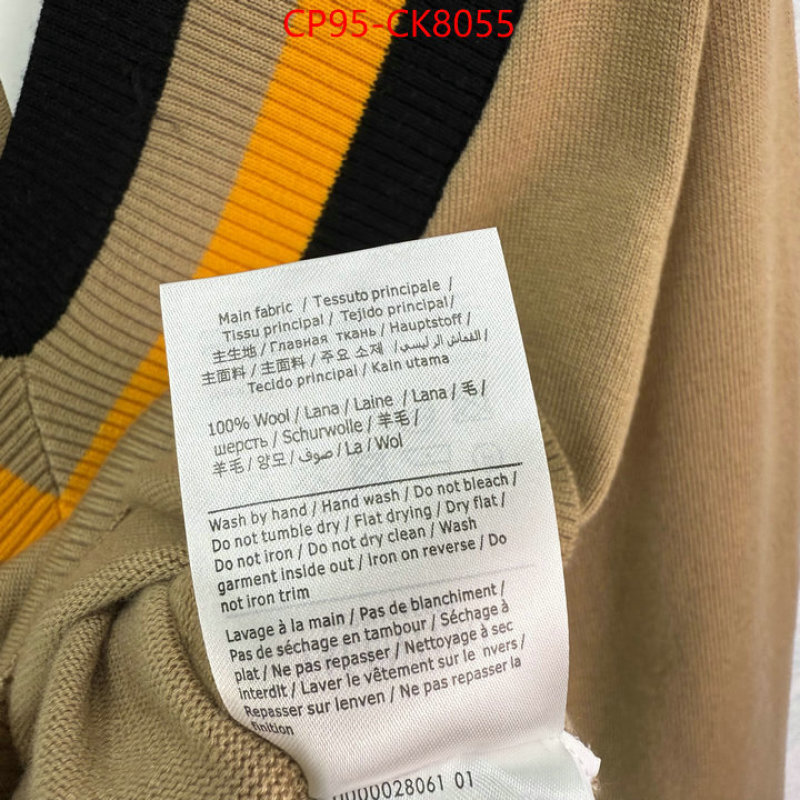 CP95-CK8055
Main fabric / Tessuto principale /
Tissu principal / Tejido principal/
主生地 / Главная ткань / Hauptstoff /
主面料 / 主面料 / 주요 소재 / القماش الرئيسي /
Tecido principal / Kain utama
100% Wool / Lana / Laine / Lana / 毛 /
шерсть / Schurwolle / 羊毛 /
羊毛 / 양모 / صوف / La / Wol
Wash by hand / Hand wash / Do not bleach /
Do not tumble dry / Flat drying / Dry flat /
Do not iron / Do not dry clean / Wash
garment inside out / Iron on reverse / Do
not iron trim
Lavage à la main / Pas de blanchiment /
Pas de séchage en tambour / Séchage à
plat / Ne pas repasser / Nettoyage à sec
interdit / Laver le vêtement sur le nvers /
Repasser sur lenven / Ne pas repasser la
finition
0000028061 01